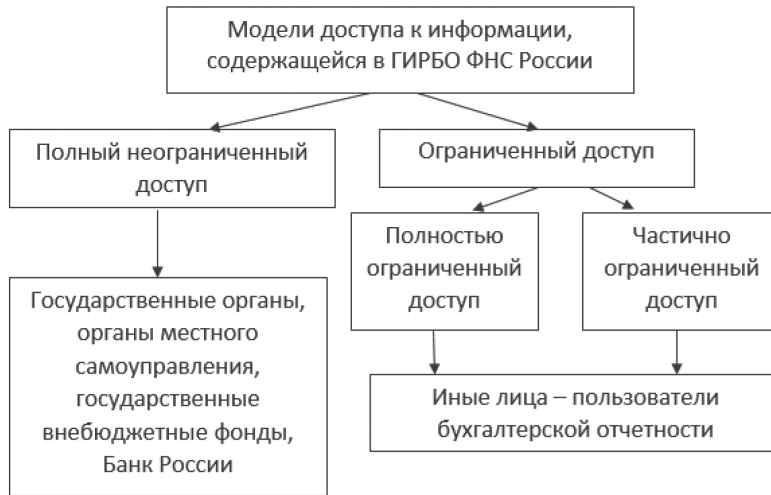 Модели доступа к информации,
содержащейся в ГИРБО ФНС России
Полный неограниченный
доступ
Ограниченный доступ
Полностью
ограниченный
доступ
Частично
ограниченный
доступ
Государственные органы,
органы местного
самоуправления,
государственные
внебюджетные фонды,
Банк России
Иные лица – пользователи
бухгалтерской отчетности